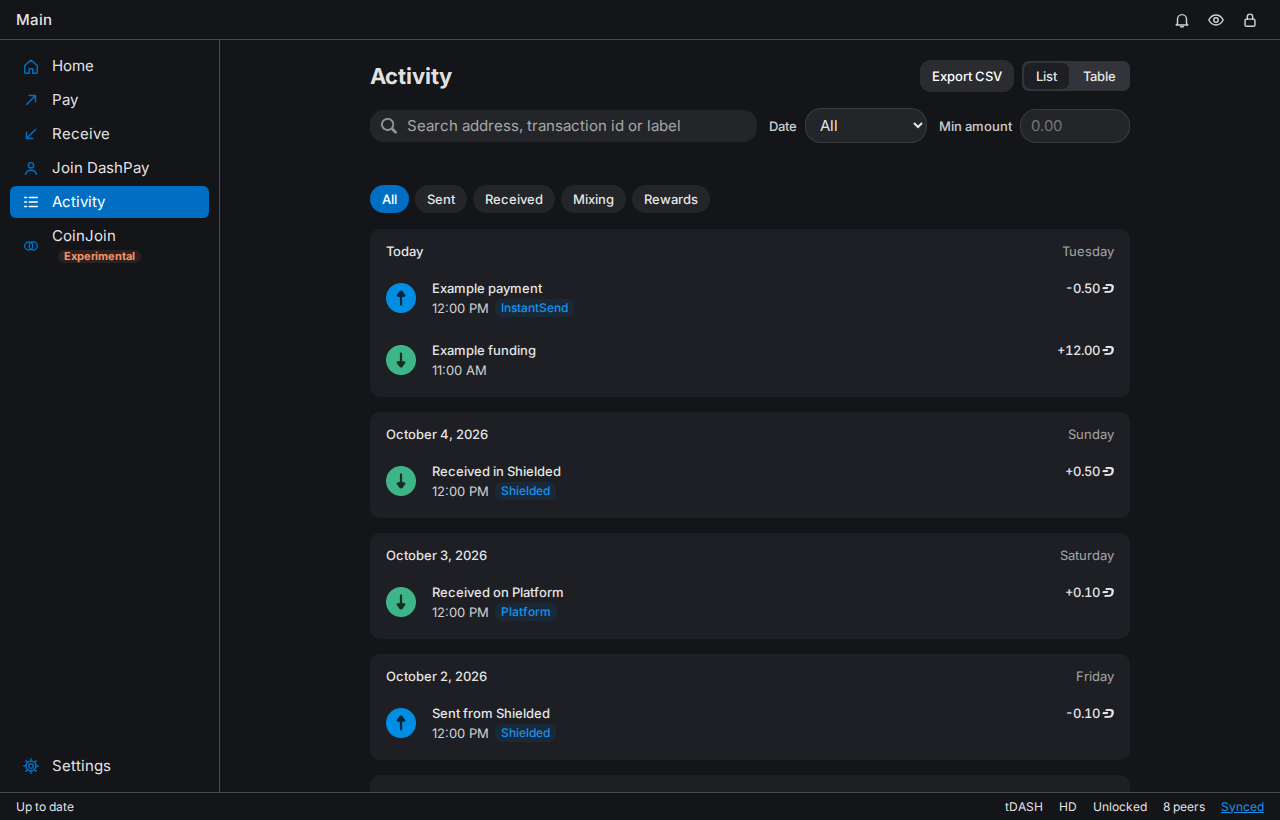 Main
Home
Pay
Receive
Join DashPay
Activity
CoinJoin
Experimental
Settings
Activity
Export CSV
List
Table
Search address, transaction id or label
Date
All
Min amount
0.00
All
Sent
Received
Mixing
Rewards
Today
Tuesday
Example payment
-0.50
12:00 PM
InstantSend
Example funding
+12.00
11:00 AM
October 4, 2026
Sunday
Received in Shielded
+0.50
12:00 PM
Shielded
October 3, 2026
Saturday
Received on Platform
+0.10
12:00 PM
Platform
October 2, 2026
Friday
Sent from Shielded
-0.10
12:00 PM
Shielded
Up to date
tDASH
HD
Unlocked
8 peers
Synced